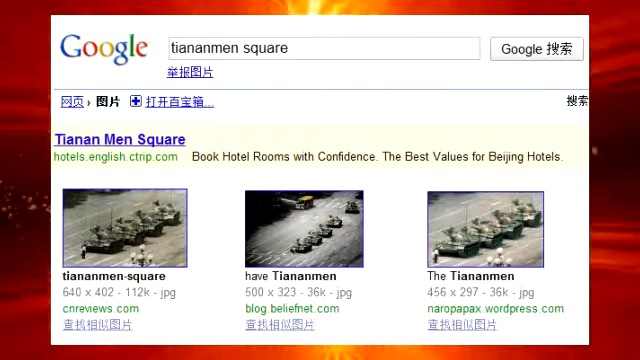 Google
tiananmen square
Google 搜索
举报图片
网页 › 图片 打开百宝箱...
搜索
Tianan Men Square
hotels.english.ctrip.com Book Hotel Rooms with Confidence. The Best Values for Beijing Hotels.
tiananmen-square
640 x 402 - 112k - jpg
cnreviews.com
查找相似图片
have Tiananmen
500 x 323 - 36k - jpg
blog.beliefnet.com
查找相似图片
The Tiananmen
456 x 297 - 36k - jpg
naropapax.wordpress.com
查找相似图片